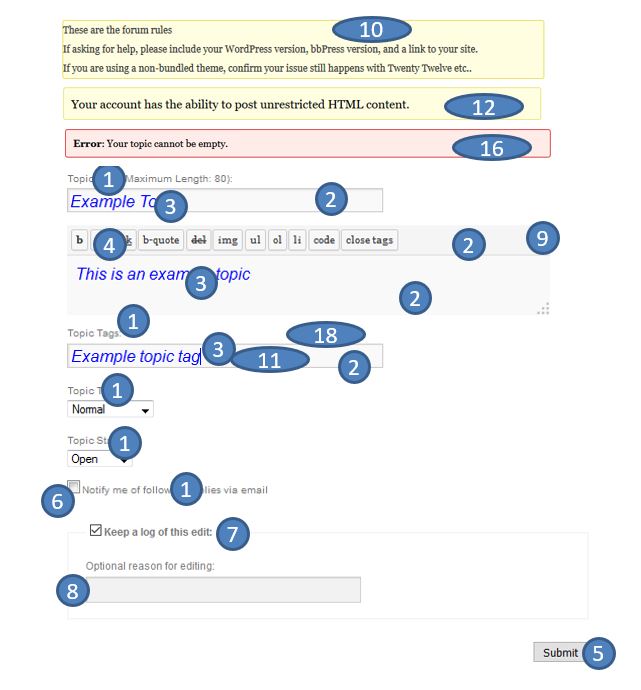 These are the forum rules 10
If asking for help, please include your WordPress version, bbPress version, and a link to your site.
If you are using a non-bundled theme, confirm your issue still happens with Twenty Twelve etc..
Your account has the ability to post unrestricted HTML content. 12
Error: Your topic cannot be empty. 16
Topic 1 Maximum Length: 80):
Example To 3 2
b 4 k b-quote del img ul ol li code close tags 2 9
This is an exam 3 topic
2
1
Topic Tags: 18
Example topic tag 3 11 2
Topic T 1
Normal
Topic Sta 1
Open
6 Notify me of follow 1 plies via email
Keep a log of this edit: 7
Optional reason for editing:
8
Submit 5